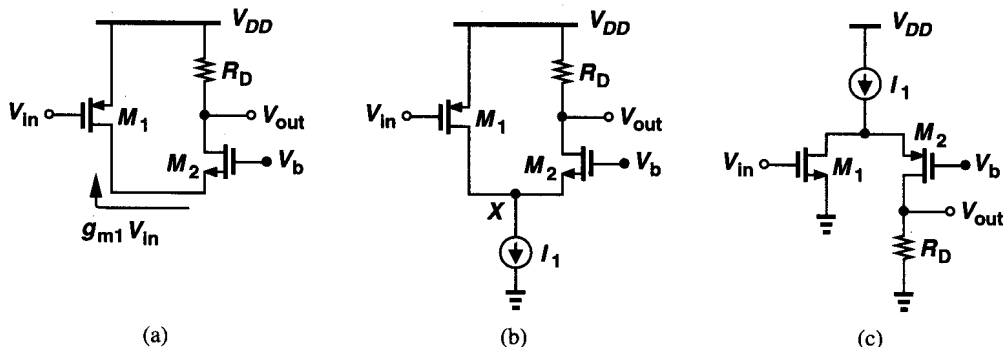 V_DD
R_D
V_in
M_1
V_out
M_2
V_b
g_m1 V_in
(a)
V_DD
R_D
V_in
M_1
V_out
M_2
V_b
X
I_1
(b)
V_DD
I_1
M_2
V_in
M_1
V_b
V_out
R_D
(c)